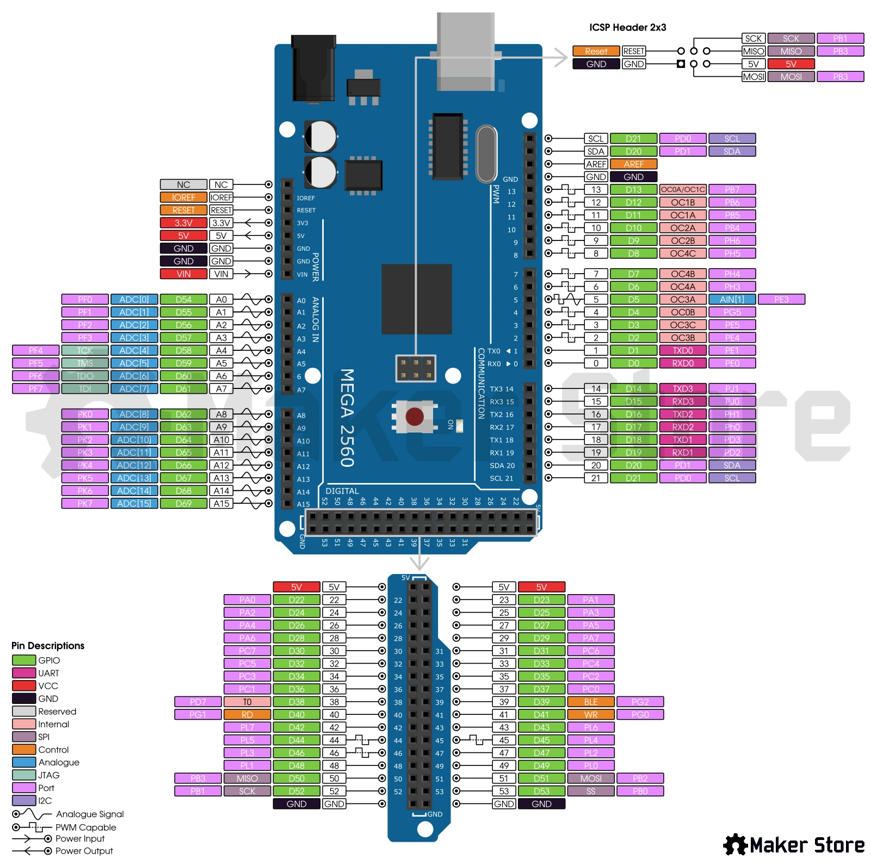 ICSP Header 2x3
SCK SCK PB1
Reset RESET MISO MISO PB3
GND GND 5V 5V
MOSI MOSI PB3
SCL D21 PD0 SCL
SDA D20 PD1 SDA
AREF AREF
GND GND GND
NC NC 13 13 D13 OC0A/OC1C PB7
IOREF IOREF IOREF 12 12 D12 OC1B PB6
RESET RESET RESET 11 11 D11 OC1A PB5
3.3V 3.3V 3V3 10 10 D10 OC2A PB4
5V 5V 5V 9 9 D9 OC2B PH6
GND GND GND 8 8 D8 OC4C PH5
GND GND GND
VIN VIN VIN 7 7 D7 OC4B PH4
POWER
PWM
6 6 D6 OC4A PH3
PF0 ADC[0] D54 A0 A0 5 5 D5 OC3A AIN[1] PE3
PF1 ADC[1] D55 A1 A1 4 4 D4 OC0B PG5
PF2 ADC[2] D56 A2 A2 3 3 D3 OC3C PE5
PF3 ADC[3] D57 A3 A3 2 2 D2 OC3B PE4
PF4 TCK ADC[4] D58 A4 A4 TX0 1 1 D1 TXD0 PE1
PF5 TMS ADC[5] D59 A5 A5 RX0 0 0 D0 RXD0 PE0
PF6 TDO ADC[6] D60 A6 6
PF7 TDI ADC[7] D61 A7 A7
ANALOG IN
COMMUNICATION
MEGA 2560
ON
TX3 14 14 D14 TXD3 PJ1
RX3 15 15 D15 RXD3 PJ0
PK0 ADC[8] D62 A8 A8 TX2 16 16 D16 TXD2 PH1
PK1 ADC[9] D63 A9 A9 RX2 17 17 D17 RXD2 Ph0
PK2 ADC[10] D64 A10 A10 TX1 18 18 D18 TXD1 PD3
PK3 ADC[11] D65 A11 A11 RX1 19 19 D19 RXD1 PD2
PK4 ADC[12] D66 A12 A12 SDA 20 20 D20 PD1 SDA
PK5 ADC[13] D67 A13 A13 SCL 21 21 D21 PD0 SCL
PK6 ADC[14] D68 A14 A14
PK7 ADC[15] D69 A15 A15
Maker Store
DIGITAL
52 50 48 46 44 42 40 38 36 34 32 30 28 26 24 22 5V
GND 53 51 49 47 45 43 41 39 37 35 33 31
5V
5V 5V 5V 5V
PA0 D22 22 22 23 D23 PA1
PA2 D24 24 24 25 D25 PA3
PA4 D26 26 26 27 D27 PA5
PA6 D28 28 28 29 D29 PA7
PC7 D30 30 30 31 31 D31 PC6
PC5 D32 32 32 33 33 D33 PC4
PC3 D34 34 34 35 35 D35 PC2
PC1 D36 36 36 37 37 D37 PC0
PD7 T0 D38 38 38 39 39 D39 BLE PG2
PG1 RD D40 40 40 41 41 D41 WR PG0
PL7 D42 42 42 43 43 D43 PL6
PL5 D44 44 44 45 45 D45 PL4
PL3 D46 46 46 47 47 D47 PL2
PL1 D48 48 48 49 49 D49 PL0
PB3 MISO D50 50 50 51 51 D51 MOSI PB2
PB1 SCK D52 52 52 53 53 D53 SS PB0
GND GND GND GND
GND
Pin Descriptions
GPIO
UART
VCC
GND
Reserved
Internal
SPI
Control
Analogue
JTAG
Port
I2C
Analogue Signal
PWM Capable
Power Input
Power Output
Maker Store